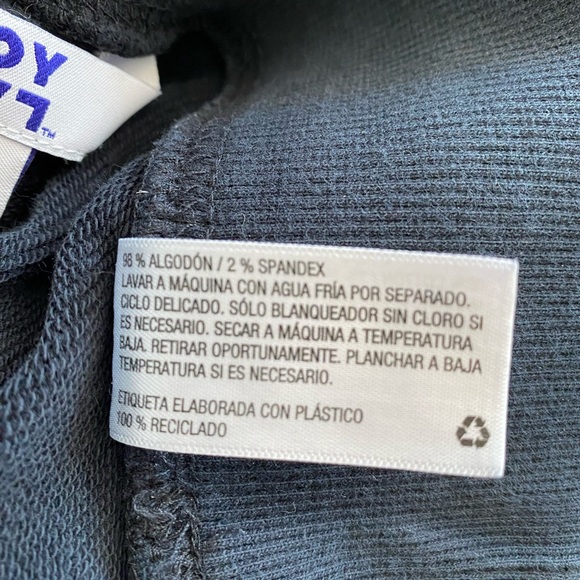 98 % ALGODÓN / 2 % SPANDEX
LAVAR A MÁQUINA CON AGUA FRÍA POR SEPARADO.
CICLO DELICADO. SÓLO BLANQUEADOR SIN CLORO SI
ES NECESARIO. SECAR A MÁQUINA A TEMPERATURA
BAJA. RETIRAR OPORTUNAMENTE. PLANCHAR A BAJA
TEMPERATURA SI ES NECESARIO.
ETIQUETA ELABORADA CON PLÁSTICO
100 % RECICLADO